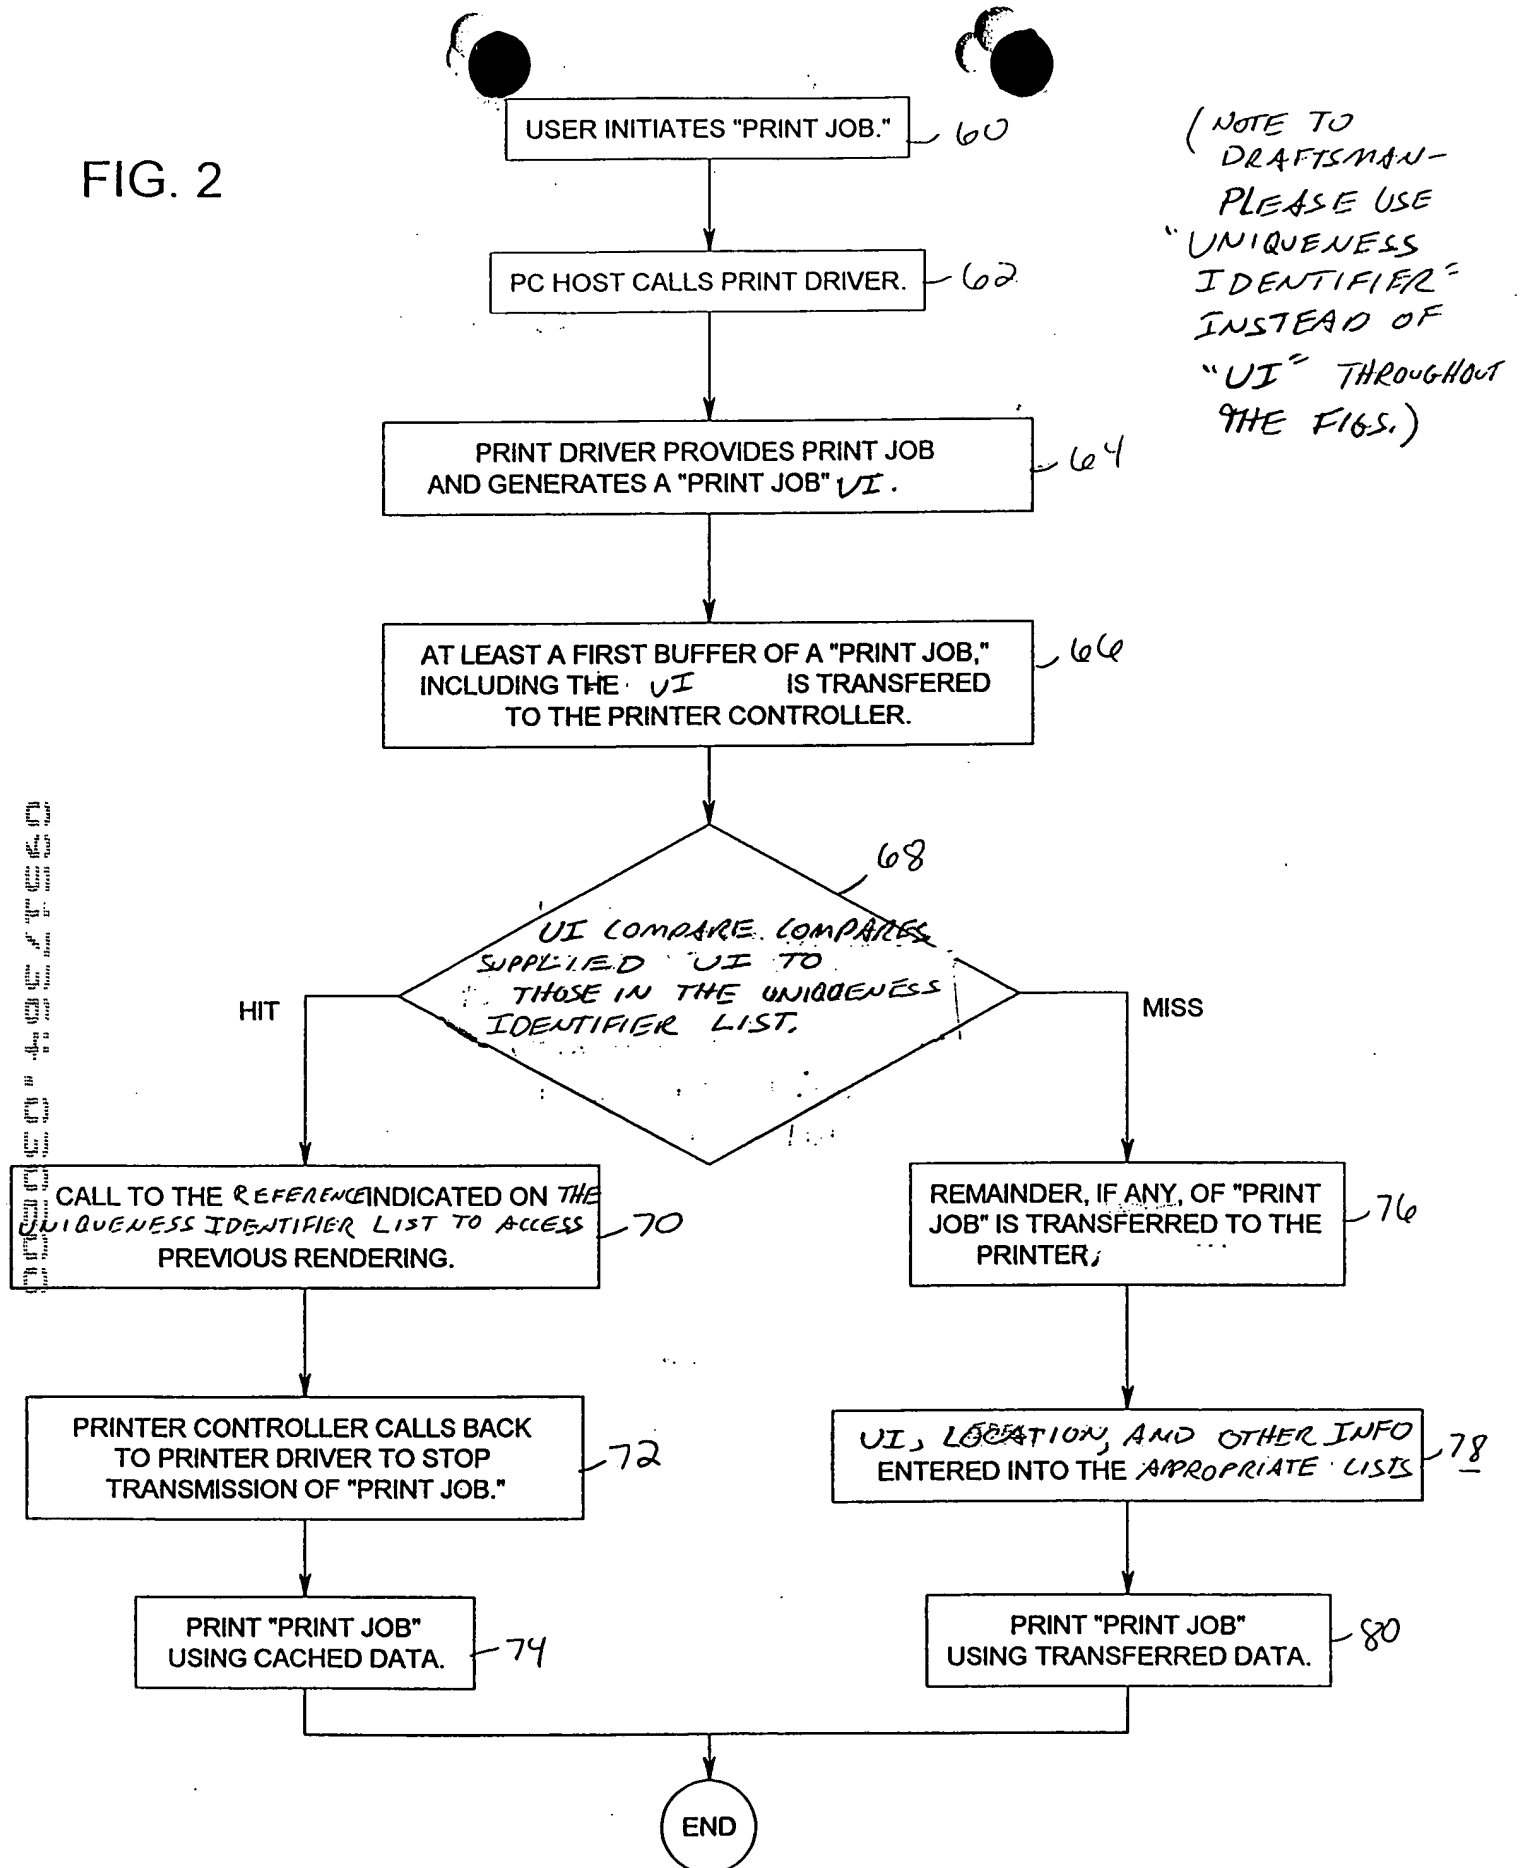 USER INITIATES "PRINT JOB."
60
(NOTE TO
DRAFTSMAN-
PLEASE USE
"UNIQUENESS
IDENTIFIER"
INSTEAD OF
"UI" THROUGHOUT
THE FIGS.)
FIG. 2
PC HOST CALLS PRINT DRIVER.
62
PRINT DRIVER PROVIDES PRINT JOB
AND GENERATES A "PRINT JOB" UI.
64
AT LEAST A FIRST BUFFER OF A "PRINT JOB,"
INCLUDING THE UI IS TRANSFERED
TO THE PRINTER CONTROLLER.
66
68
UI COMPARE COMPARES
SUPPLIED UI TO
THOSE IN THE UNIQUENESS
IDENTIFIER LIST.
HIT
MISS
CALL TO THE REFERENCE INDICATED ON THE
UNIQUENESS IDENTIFIER LIST TO ACCESS
PREVIOUS RENDERING.
70
REMAINDER, IF ANY, OF "PRINT
JOB" IS TRANSFERRED TO THE
PRINTER;
76
PRINTER CONTROLLER CALLS BACK
TO PRINTER DRIVER TO STOP
TRANSMISSION OF "PRINT JOB."
72
UI, LOCATION, AND OTHER INFO
ENTERED INTO THE APPROPRIATE LISTS
78
PRINT "PRINT JOB"
USING CACHED DATA.
74
PRINT "PRINT JOB"
USING TRANSFERRED DATA.
80
END